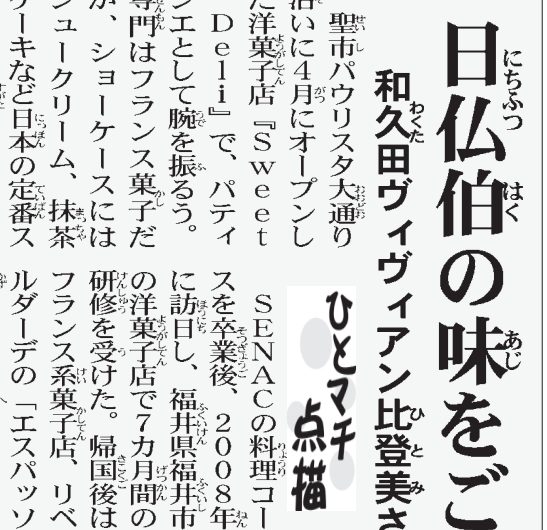 日仏伯の味をご
和久田ヴィヴィアン比登美さ
聖市パウリスタ大通り
沿いに4月にオープンし
た洋菓子店『Sweet
Deli』で、パティ
シエとして腕を振るう。
専門はフランス菓子だ
が、ショーケースには
シュークリーム、抹茶
ケーキなど日本の定番ス
ひとマチ
点描
SENACの料理コー
スを卒業後、2008年
に訪日し、福井県福井市
の洋菓子店で7カ月間の
研修を受けた。帰国後は
フランス系菓子店、リベ
ルダーデの「エスパッソ